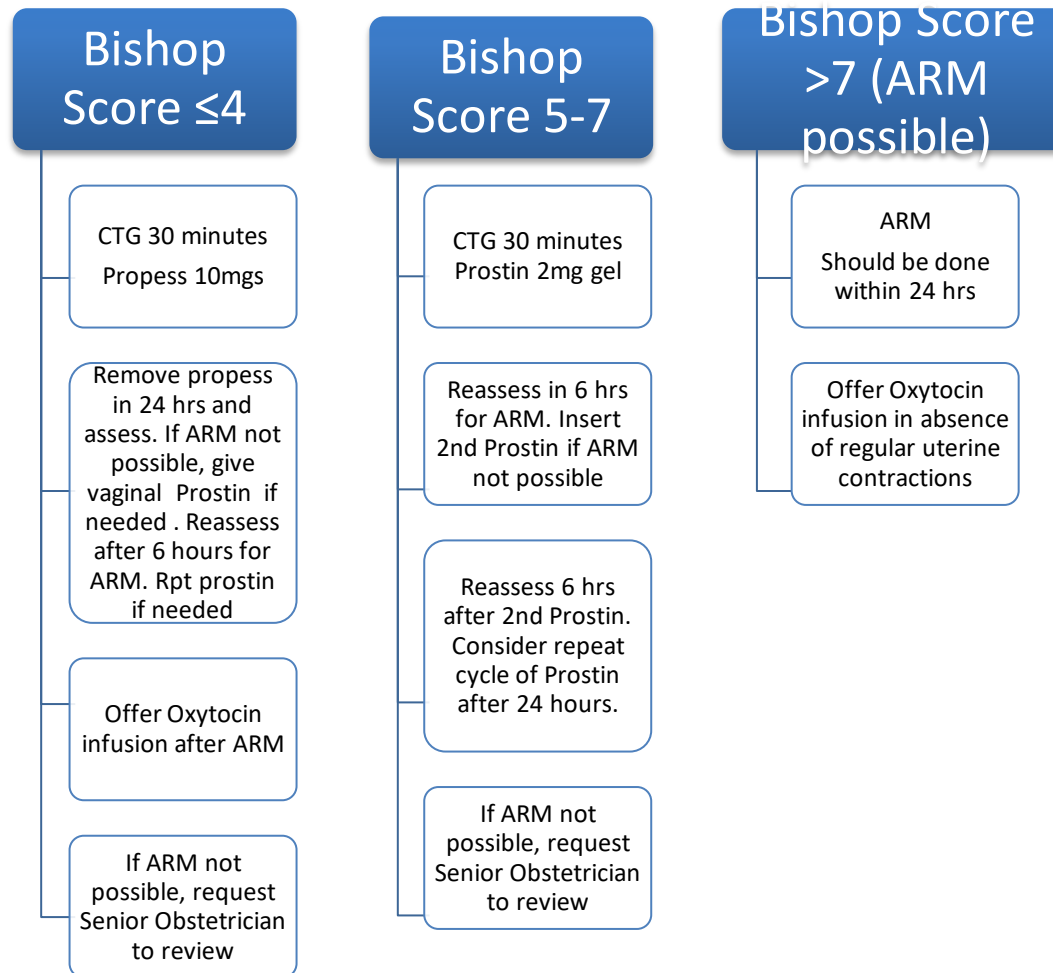 Bishop
Score ≤4
CTG 30 minutes
Propess 10mgs
Remove propess
in 24 hrs and
assess. If ARM not
possible, give
vaginal Prostin if
needed . Reassess
after 6 hours for
ARM. Rpt prostin
if needed
Offer Oxytocin
infusion after ARM
If ARM not
possible, request
Senior Obstetrician
to review
Bishop
Score 5-7
CTG 30 minutes
Prostin 2mg gel
Reassess in 6 hrs
for ARM. Insert
2nd Prostin if ARM
not possible
Reassess 6 hrs
after 2nd Prostin.
Consider repeat
cycle of Prostin
after 24 hours.
If ARM not
possible, request
Senior Obstetrician
to review
Bishop Score
>7 (ARM
possible)
ARM
Should be done
within 24 hrs
Offer Oxytocin
infusion in absence
of regular uterine
contractions